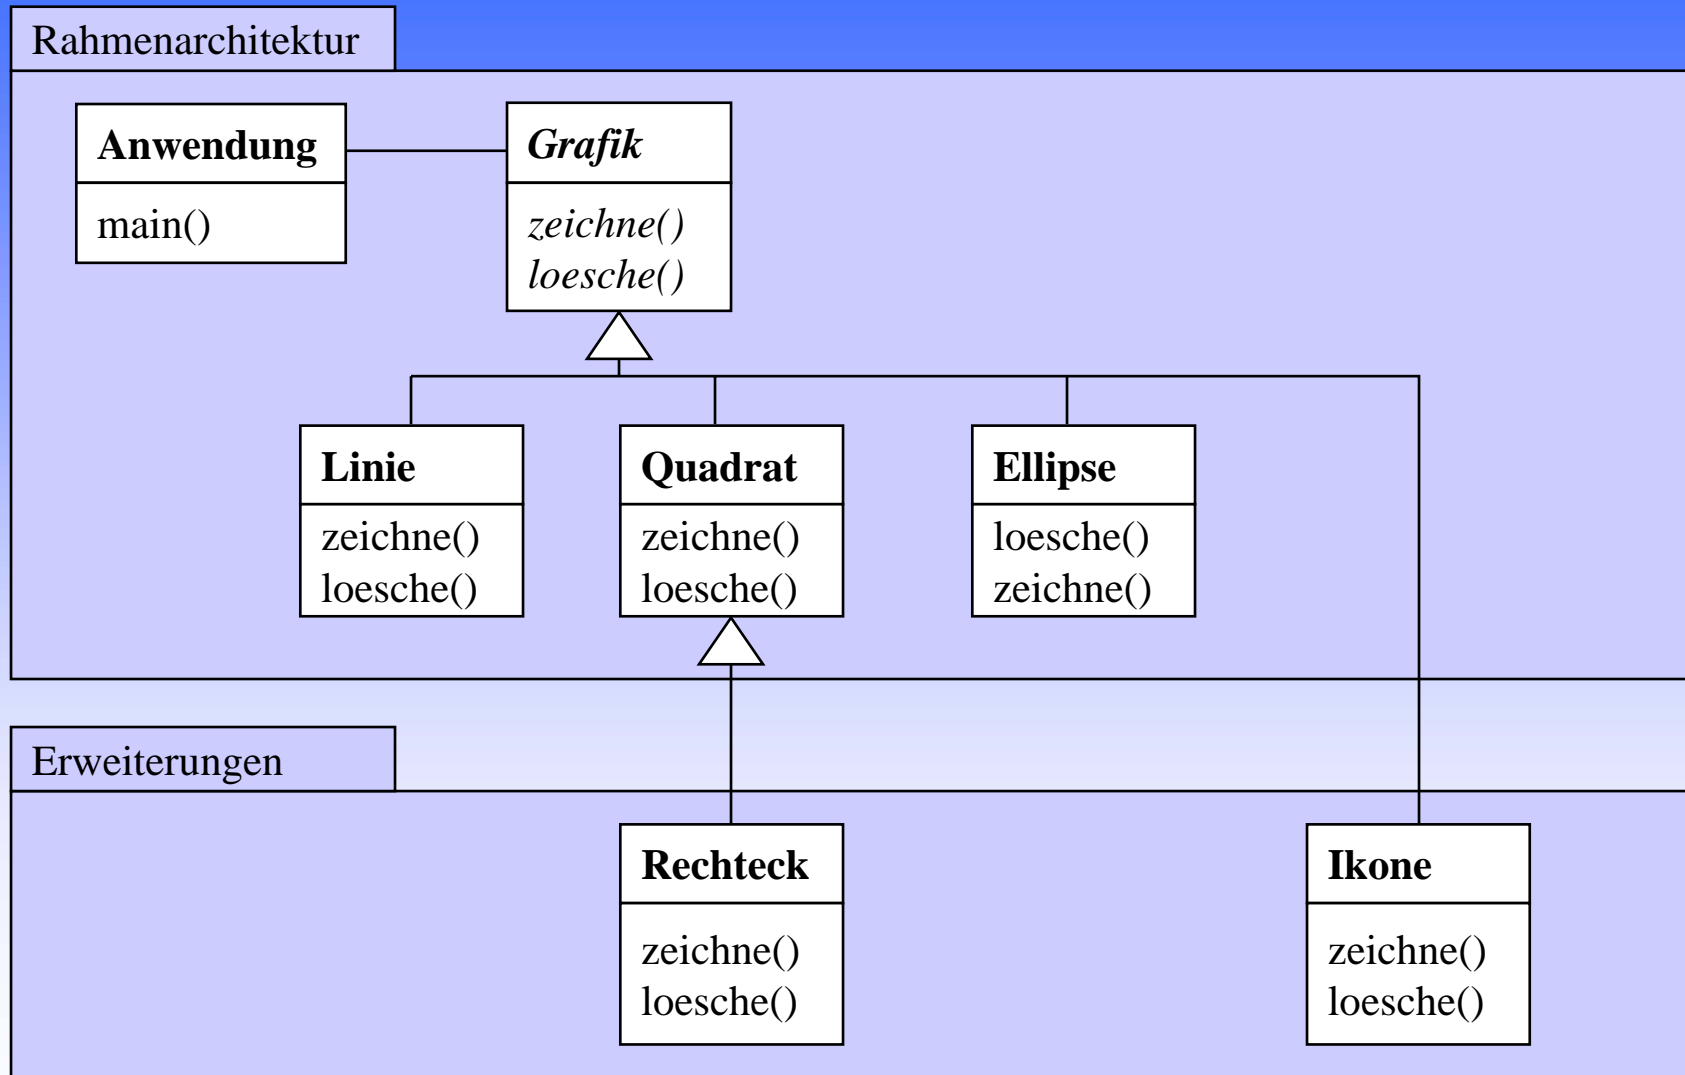 Rahmenarchitektur
Anwendung
main()
Grafik
zeichne()
loesche()
Linie
zeichne()
loesche()
Quadrat
zeichne()
loesche()
Ellipse
loesche()
zeichne()
Erweiterungen
Rechteck
zeichne()
loesche()
Ikone
zeichne()
loesche()